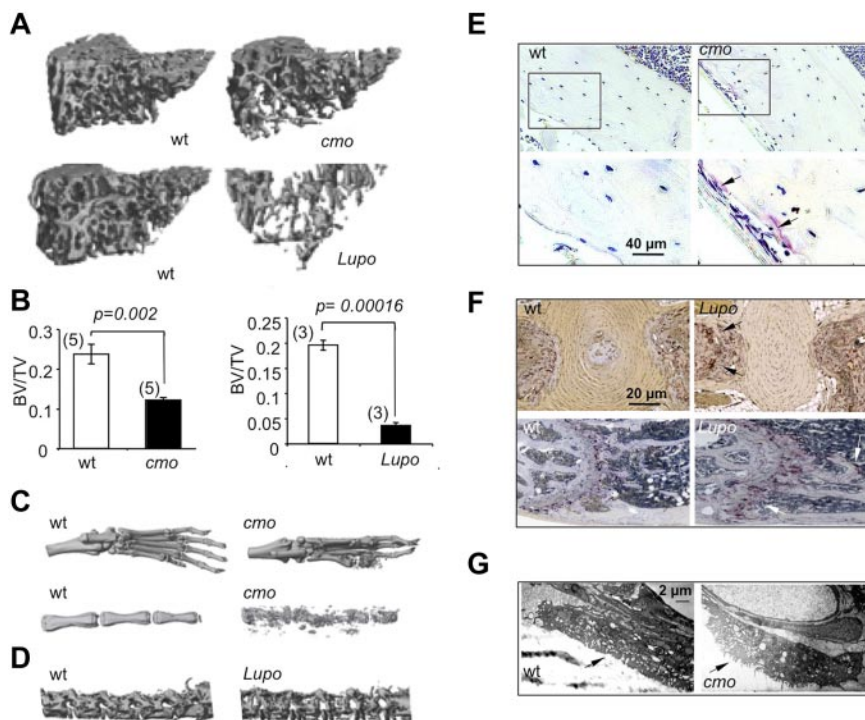 A
wt
cmo
wt
Lupo
B
p=0.002
0.3
0.2
0.1
0
BV/TV
(5)
(5)
wt
cmo
p= 0.00016
0.25
0.2
0.15
0.1
0.05
0
BV/TV
(3)
(3)
wt
Lupo
C
wt
cmo
wt
cmo
D
wt
Lupo
E
wt
cmo
40 µm
F
wt
Lupo
20 µm
wt
Lupo
G
2 µm
wt
cmo